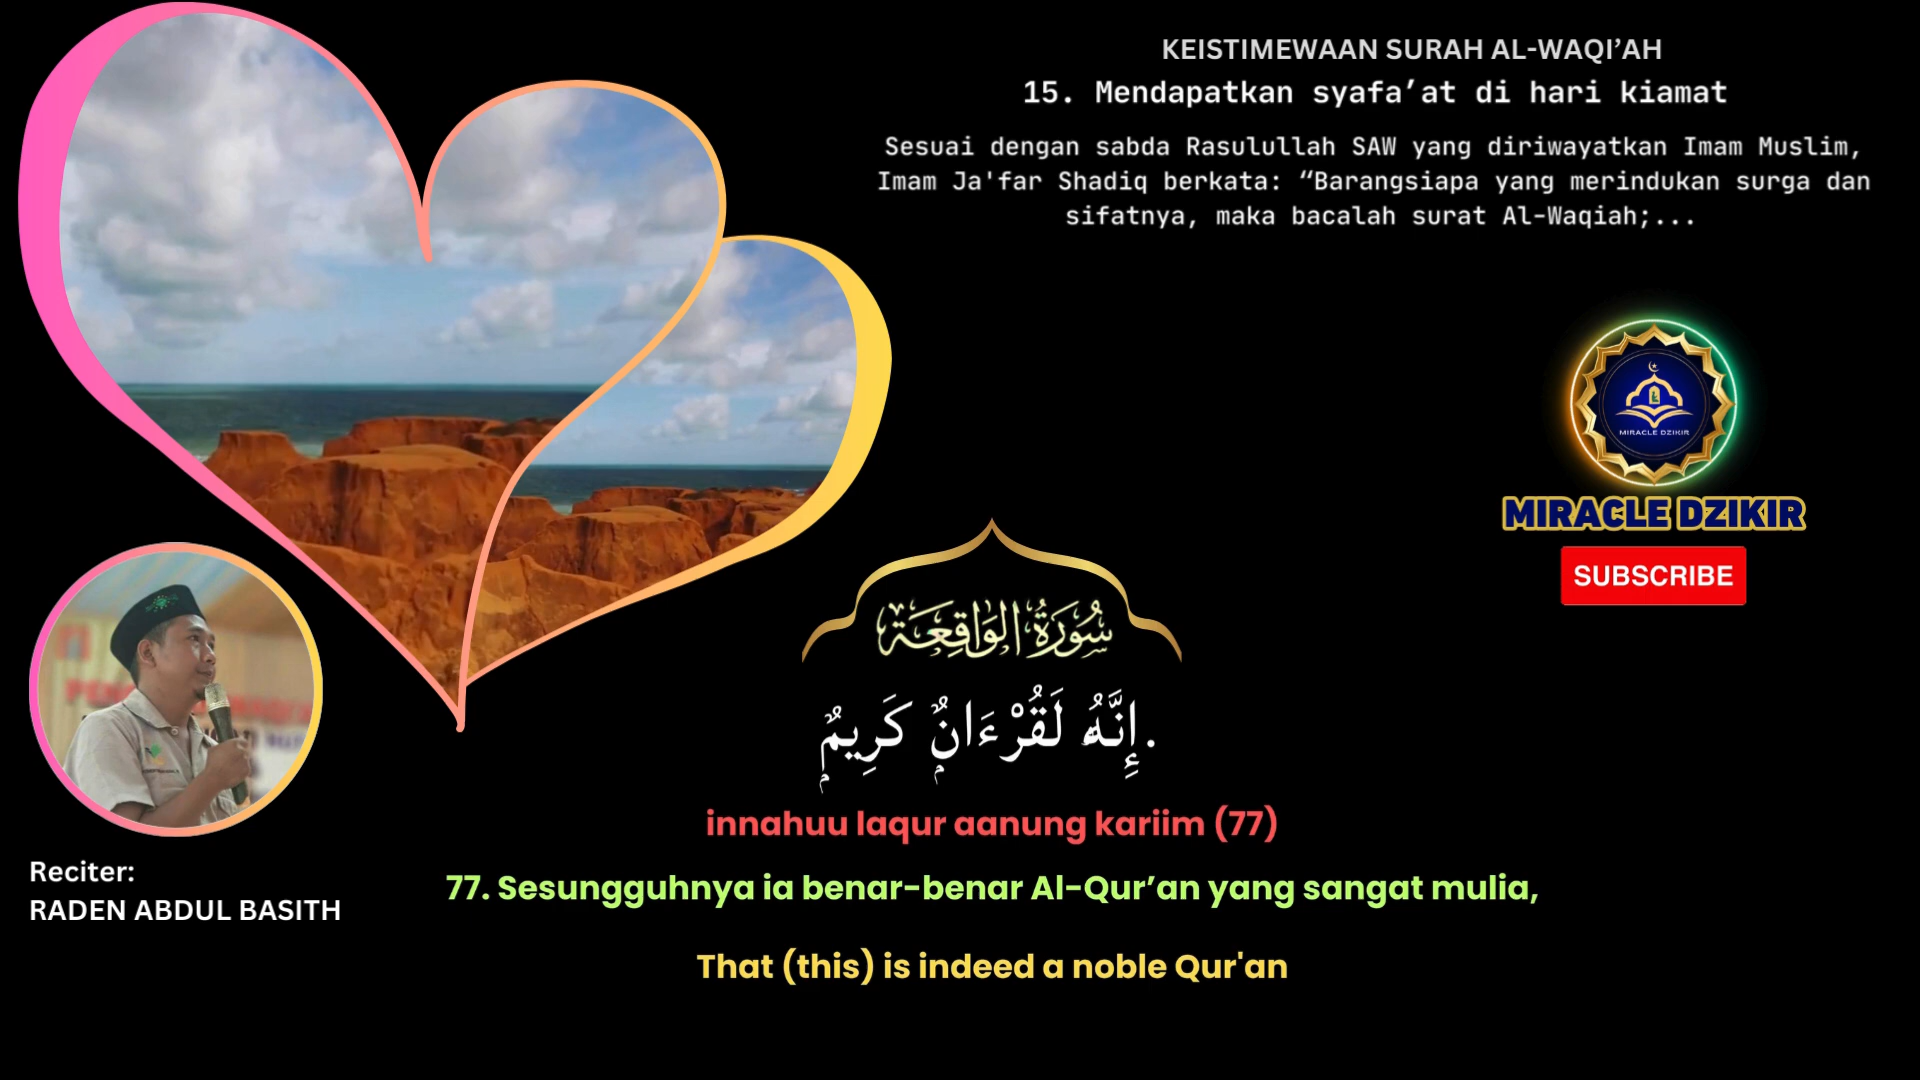 KEISTIMEWAAN SURAH AL-WAQI’AH
15. Mendapatkan syafa’at di hari kiamat
Sesuai dengan sabda Rasulullah SAW yang diriwayatkan Imam Muslim,
Imam Ja'far Shadiq berkata: “Barangsiapa yang merindukan surga dan
sifatnya, maka bacalah surat Al-Waqiah;...
MIRACLE DZIKIR
MIRACLE DZIKIR
SUBSCRIBE
سُورَةُ الوَاقِعَة
.إِنَّهُۥ لَقُرْءَانٌۭ كَرِيمٌۭ
innahuu laqur aanung kariim (77)
77. Sesungguhnya ia benar-benar Al-Qur’an yang sangat mulia,
That (this) is indeed a noble Qur'an
Reciter:
RADEN ABDUL BASITH